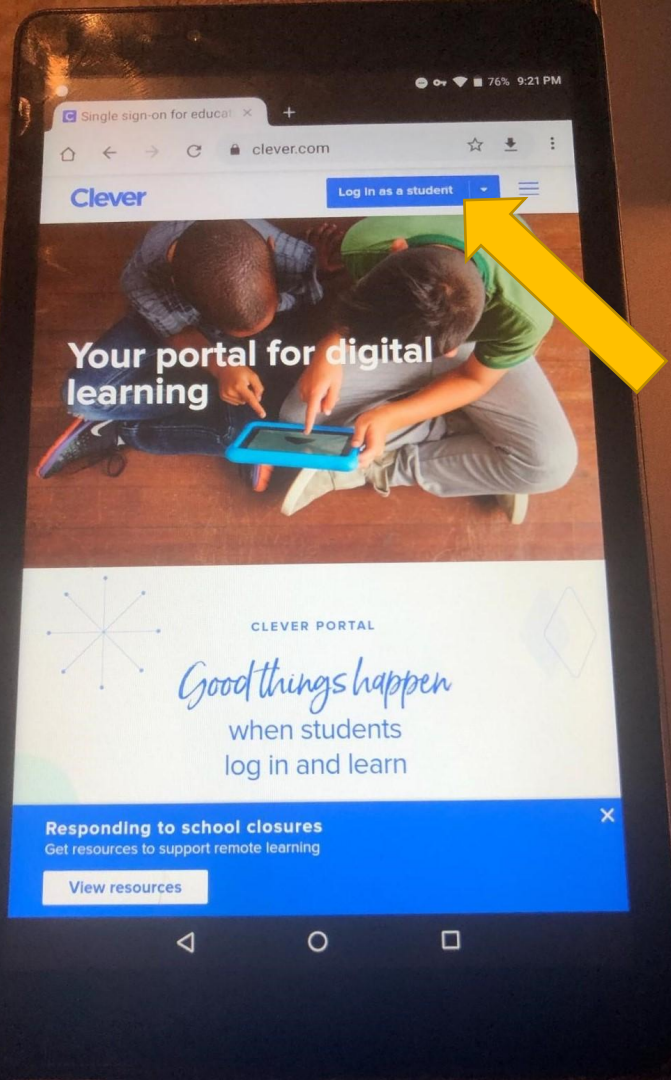 76% 9:21 PM
Single sign-on for educat
clever.com
Clever
Log in as a student
Your portal for digital
learning
CLEVER PORTAL
Good things happen
when students
log in and learn
Responding to school closures
Get resources to support remote learning
View resources